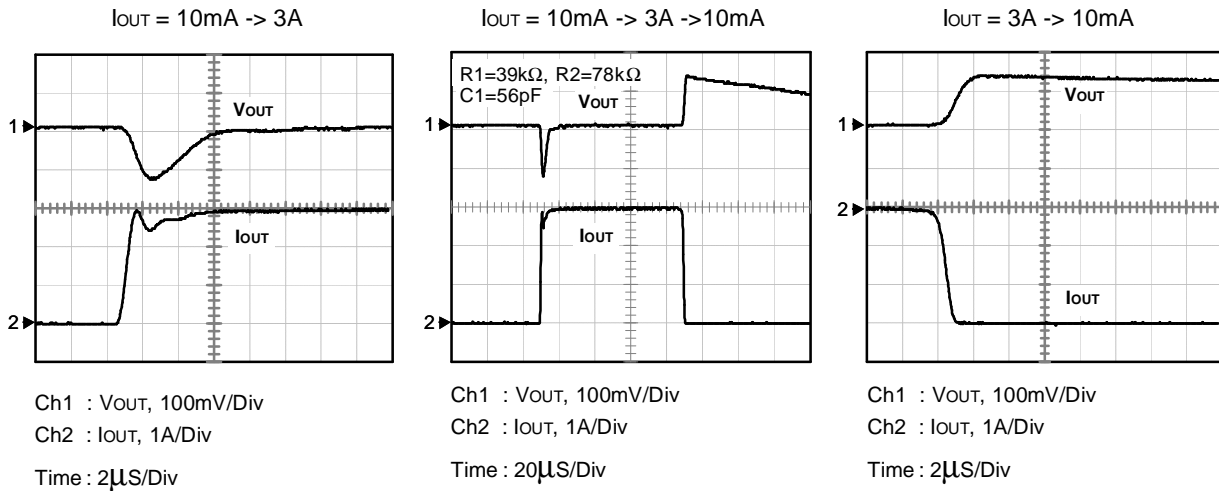 IOUT = 10mA -> 3A
1
VOUT
IOUT
2
Ch1 : VOUT, 100mV/Div
Ch2 : IOUT, 1A/Div
Time : 2μS/Div
IOUT = 10mA -> 3A ->10mA
R1=39kΩ, R2=78kΩ
C1=56pF
VOUT
1
IOUT
2
Ch1 : VOUT, 100mV/Div
Ch2 : IOUT, 1A/Div
Time : 20μS/Div
IOUT = 3A -> 10mA
VOUT
1
2
IOUT
Ch1 : VOUT, 100mV/Div
Ch2 : IOUT, 1A/Div
Time : 2μS/Div